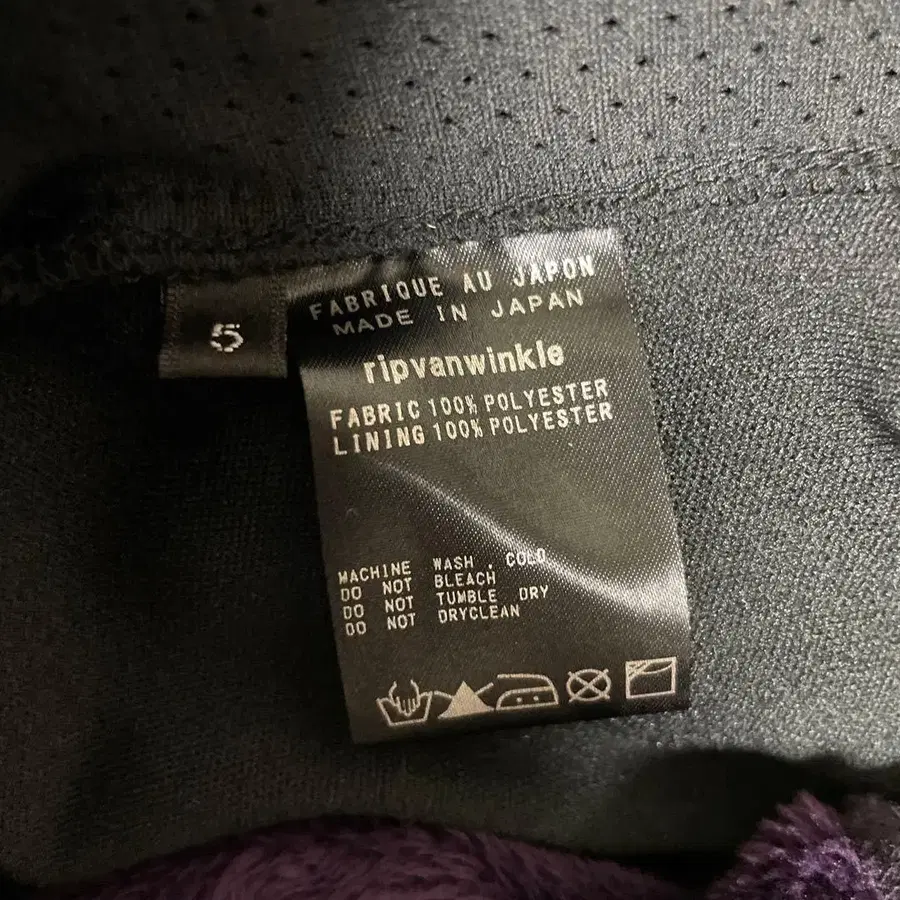 5
FABRIQUE AU JAPON
MADE IN JAPAN
ripvanwinkle
FABRIC 100% POLYESTER
LINING 100% POLYESTER
MACHINE WASH , COLD
DO NOT BLEACH
DO NOT TUMBLE DRY
DO NOT DRYCLEAN